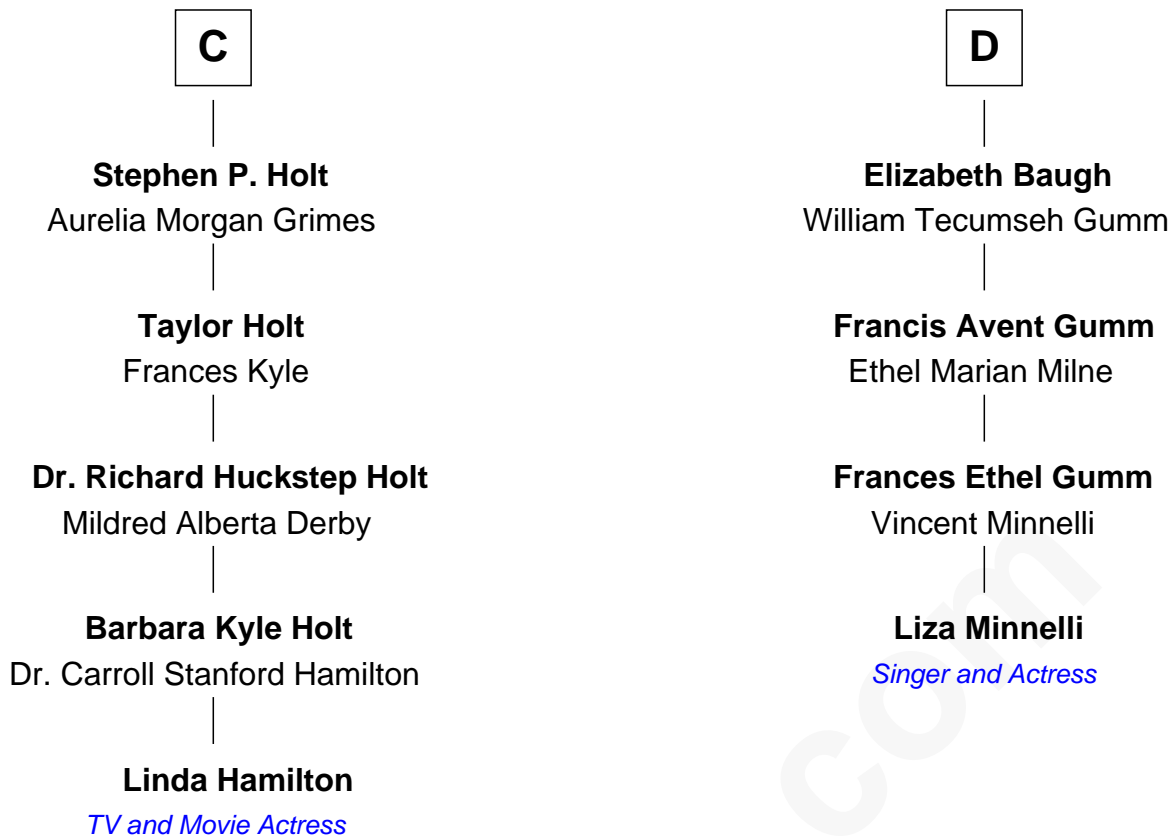 C
Stephen P. Holt
Aurelia Morgan Grimes
Taylor Holt
Frances Kyle
Dr. Richard Huckstep Holt
Mildred Alberta Derby
Barbara Kyle Holt
Dr. Carroll Stanford Hamilton
Linda Hamilton
TV and Movie Actress
D
Elizabeth Baugh
William Tecumseh Gumm
Francis Avent Gumm
Ethel Marian Milne
Frances Ethel Gumm
Vincent Minnelli
Liza Minnelli
Singer and Actress
com